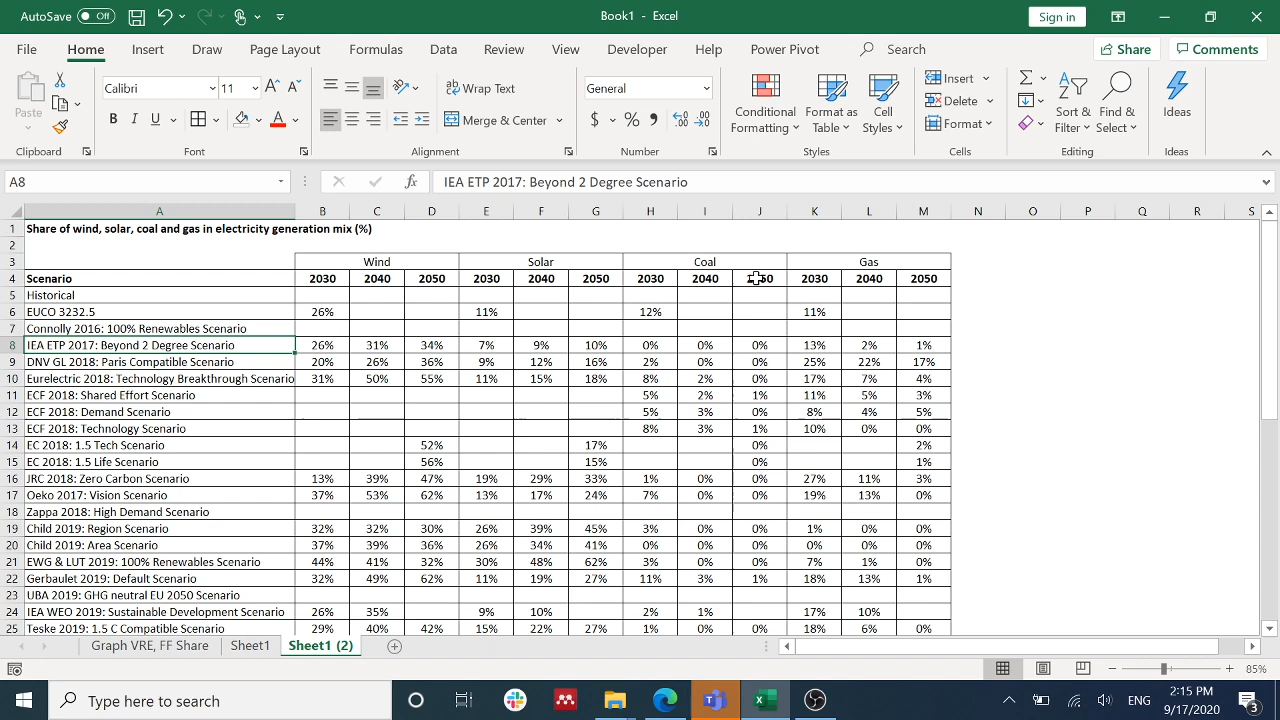 AutoSave Off
Book1 - Excel
Sign in
File Home Insert Draw Page Layout Formulas Data Review View Developer Help Power Pivot Search Share Comments
Paste
Calibri 11
B I U
Wrap Text
Merge & Center
General
$ % 9
Conditional Formatting
Format as Table
Cell Styles
Insert
Delete
Format
Sort & Filter
Find & Select
Ideas
Clipboard Font Alignment Number Styles Cells Editing Ideas
A8 fx IEA ETP 2017: Beyond 2 Degree Scenario
A B C D E F G H I J K L M N O P Q R S
1 Share of wind, solar, coal and gas in electricity generation mix (%)
2
3 Wind Solar Coal Gas
4 Scenario 2030 2040 2050 2030 2040 2050 2030 2040 2030 2040 2050
5 Historical
6 EUCO 3232.5 26% 11% 12% 11%
7 Connolly 2016: 100% Renewables Scenario
8 IEA ETP 2017: Beyond 2 Degree Scenario 26% 31% 34% 7% 9% 10% 0% 0% 0% 13% 2% 1%
9 DNV GL 2018: Paris Compatible Scenario 20% 26% 36% 9% 12% 16% 2% 0% 0% 25% 22% 17%
10 Eurelectric 2018: Technology Breakthrough Scenario 31% 50% 55% 11% 15% 18% 8% 2% 0% 17% 7% 4%
11 ECF 2018: Shared Effort Scenario 5% 2% 1% 11% 5% 3%
12 ECF 2018: Demand Scenario 5% 3% 0% 8% 4% 5%
13 ECF 2018: Technology Scenario 8% 3% 1% 10% 0% 0%
14 EC 2018: 1.5 Tech Scenario 52% 17% 0% 2%
15 EC 2018: 1.5 Life Scenario 56% 15% 0% 1%
16 JRC 2018: Zero Carbon Scenario 13% 39% 47% 19% 29% 33% 1% 0% 0% 27% 11% 3%
17 Oeko 2017: Vision Scenario 37% 53% 62% 13% 17% 24% 7% 0% 0% 19% 13% 0%
18 Zappa 2018: High Demand Scenario
19 Child 2019: Region Scenario 32% 32% 30% 26% 39% 45% 3% 0% 0% 1% 0% 0%
20 Child 2019: Area Scenario 37% 39% 36% 26% 34% 41% 0% 0% 0% 0% 0% 0%
21 EWG & LUT 2019: 100% Renewables Scenario 44% 41% 32% 30% 48% 62% 3% 0% 0% 7% 1% 0%
22 Gerbaulet 2019: Default Scenario 32% 49% 62% 11% 19% 27% 11% 3% 1% 18% 13% 1%
23 UBA 2019: GHG neutral EU 2050 Scenario
24 IEA WEO 2019: Sustainable Development Scenario 26% 35% 9% 10% 2% 1% 17% 10%
25 Teske 2019: 1.5 C Compatible Scenario 29% 40% 42% 15% 22% 27% 1% 0% 0% 18% 6% 0%
Graph VRE, FF Share Sheet1 Sheet1 (2)
85%
Type here to search
ENG
2:15 PM
9/17/2020
3